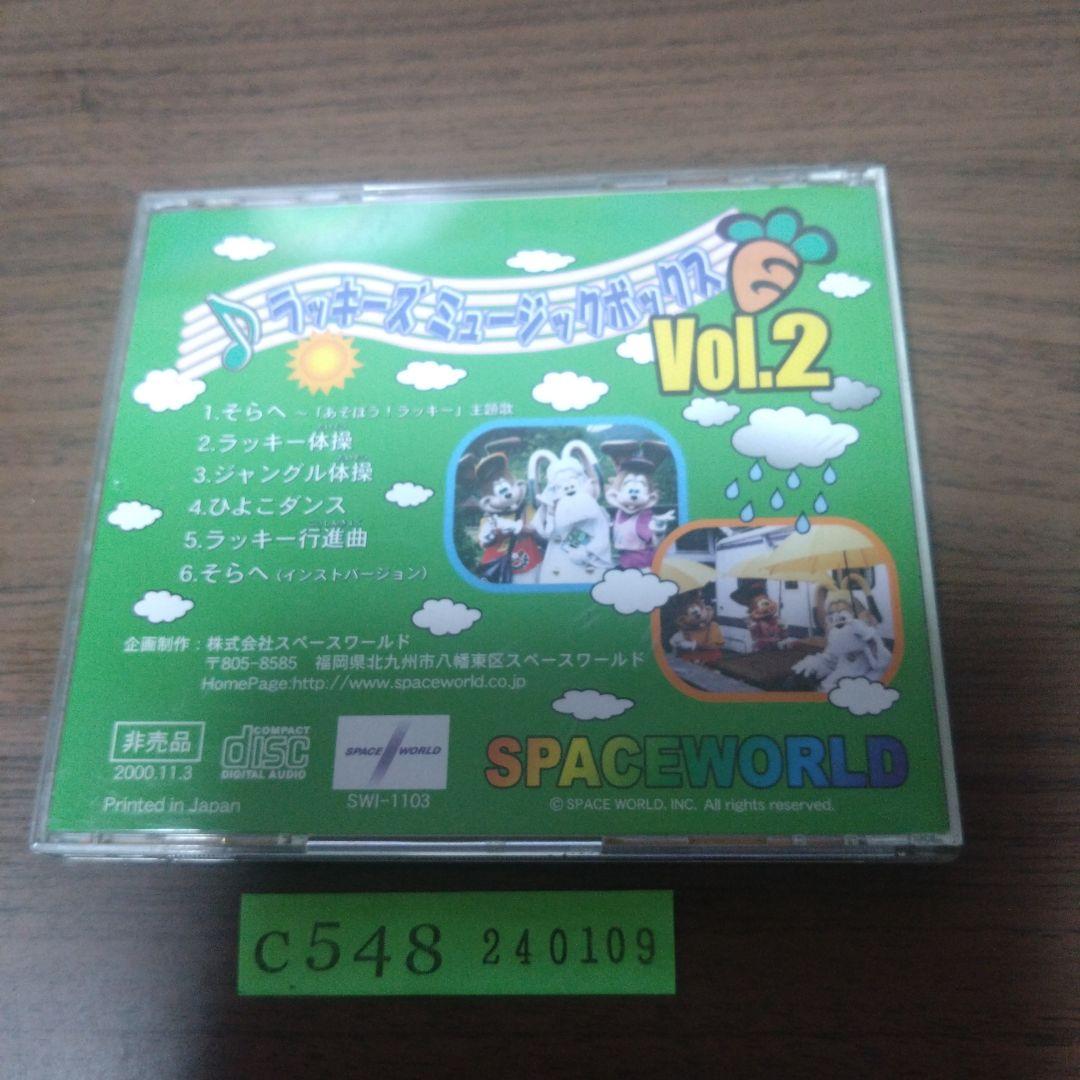 ラッキーズ ミュージックボックス
Vol.2
1.そらへ ～「あそぼう！ラッキー」主題歌
2.ラッキー体操
3.ジャングル体操
4.ひよこダンス
5.ラッキー行進曲
6.そらへ（インストバージョン）
企画制作：株式会社スペースワールド
〒805-8585 福岡県北九州市八幡東区スペースワールド
HomePage:http://www.spaceworld.co.jp
非売品
2000.11.3
COMPACT
disc
DIGITAL AUDIO
SPACE WORLD
SWI-1103
SPACEWORLD
Printed in Japan
© SPACE WORLD, INC. All rights reserved.
C548 240109